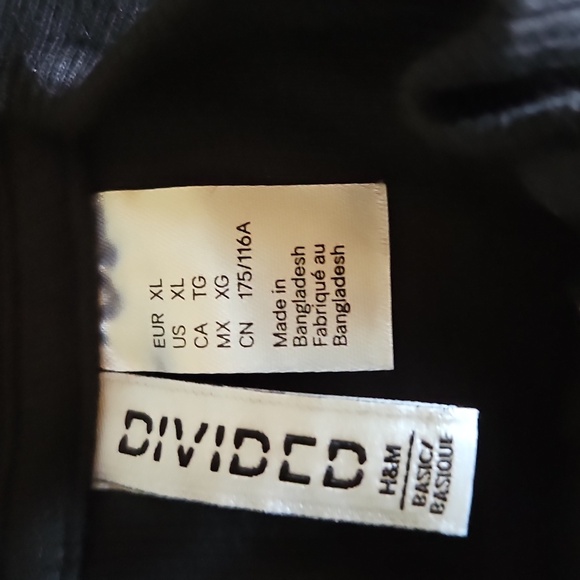 EUR XL
US XL
CA TG
MX XG
CN 175/116A
Made in
Bangladesh
Fabriqué au
Bangladesh
DIVIDED
H&M
BASIC/
BASIQUE